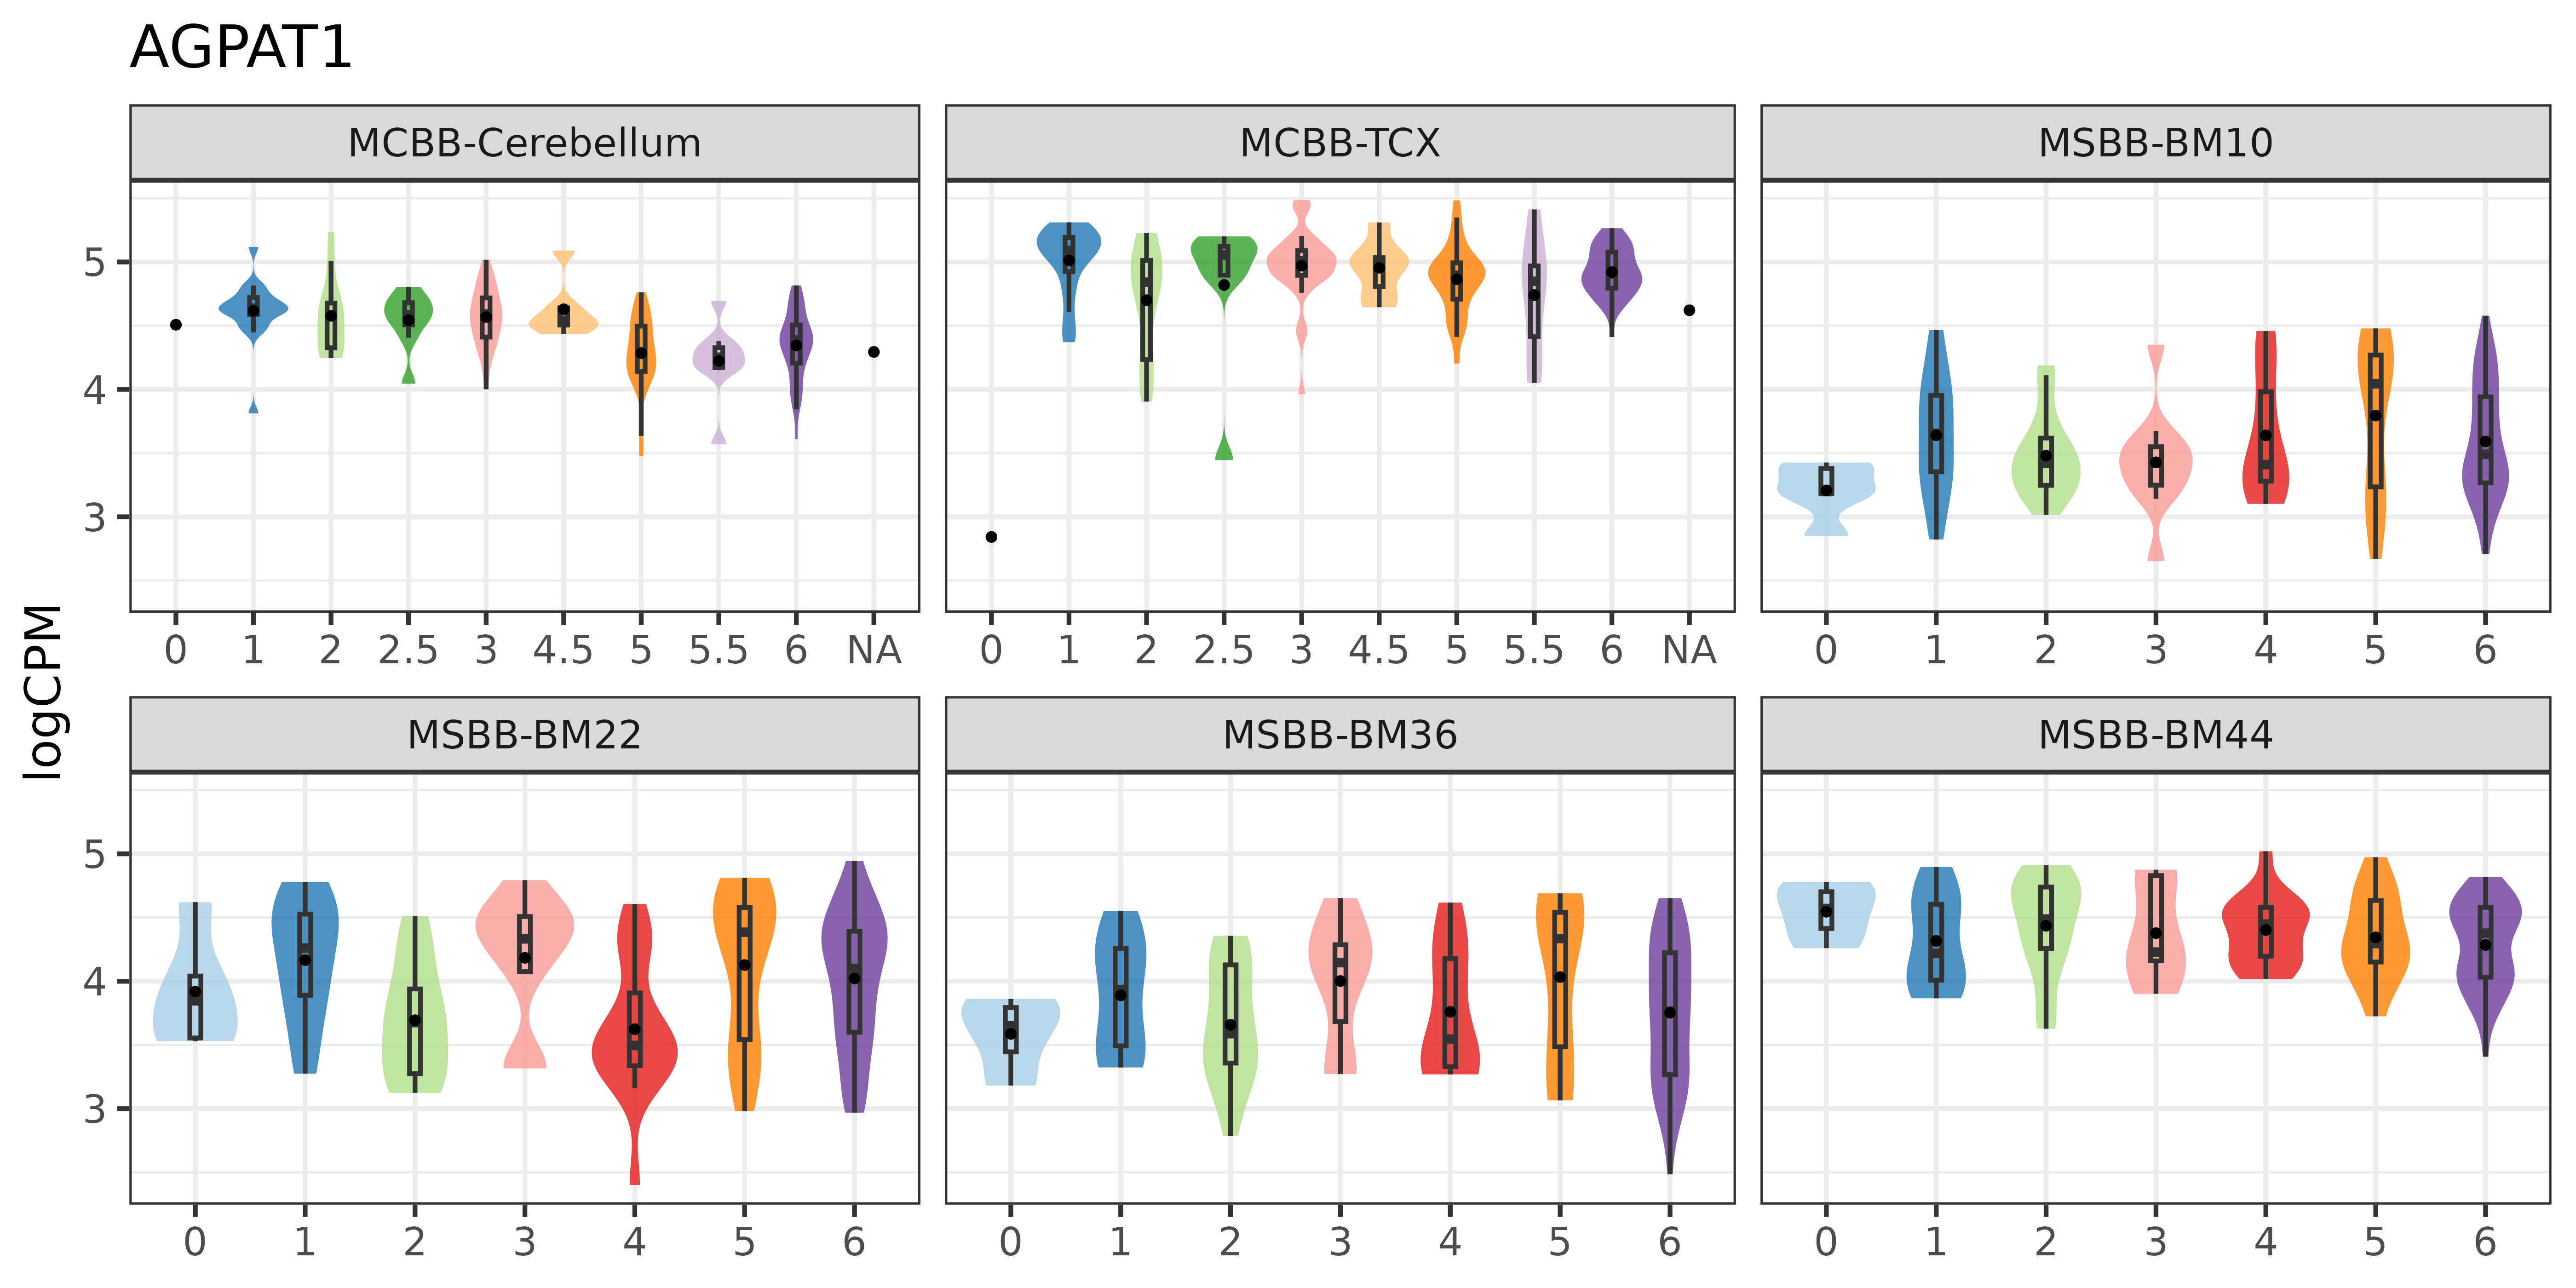 AGPAT1
MCBB-Cerebellum MCBB-TCX MSBB-BM10
5
4
3
0 1 2 2.5 3 4.5 5 5.5 6 NA 0 1 2 2.5 3 4.5 5 5.5 6 NA 0 1 2 3 4 5 6
logCPM
MSBB-BM22 MSBB-BM36 MSBB-BM44
5
4
3
0 1 2 3 4 5 6 0 1 2 3 4 5 6 0 1 2 3 4 5 6